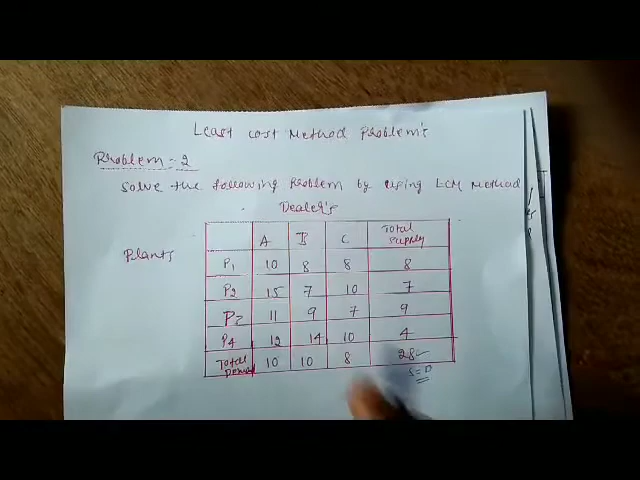 Least cost Method Problem's
Problem-2
Solve the following Problem by using LCM Method
Dealer's
Plants
A B C Total Supply
P1 10 8 8 8
P2 15 7 10 7
P3 11 9 7 9
P4 12 14 10 4
Total 10 10 8 28✓
S=D